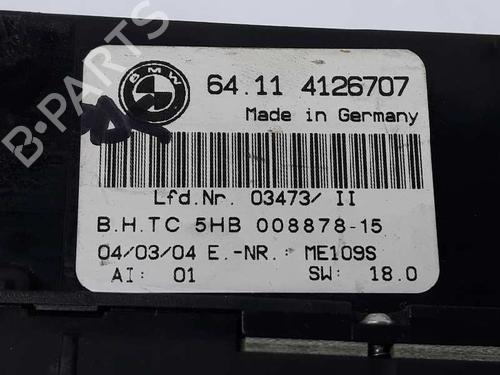 BMW
64.11 4126707
Made in Germany
Lfd.Nr. 03473/ II
B.H.TC 5HB 008878-15
04/03/04 E.-NR.: ME109S
AI: 01 SW: 18.0
B-PARTS